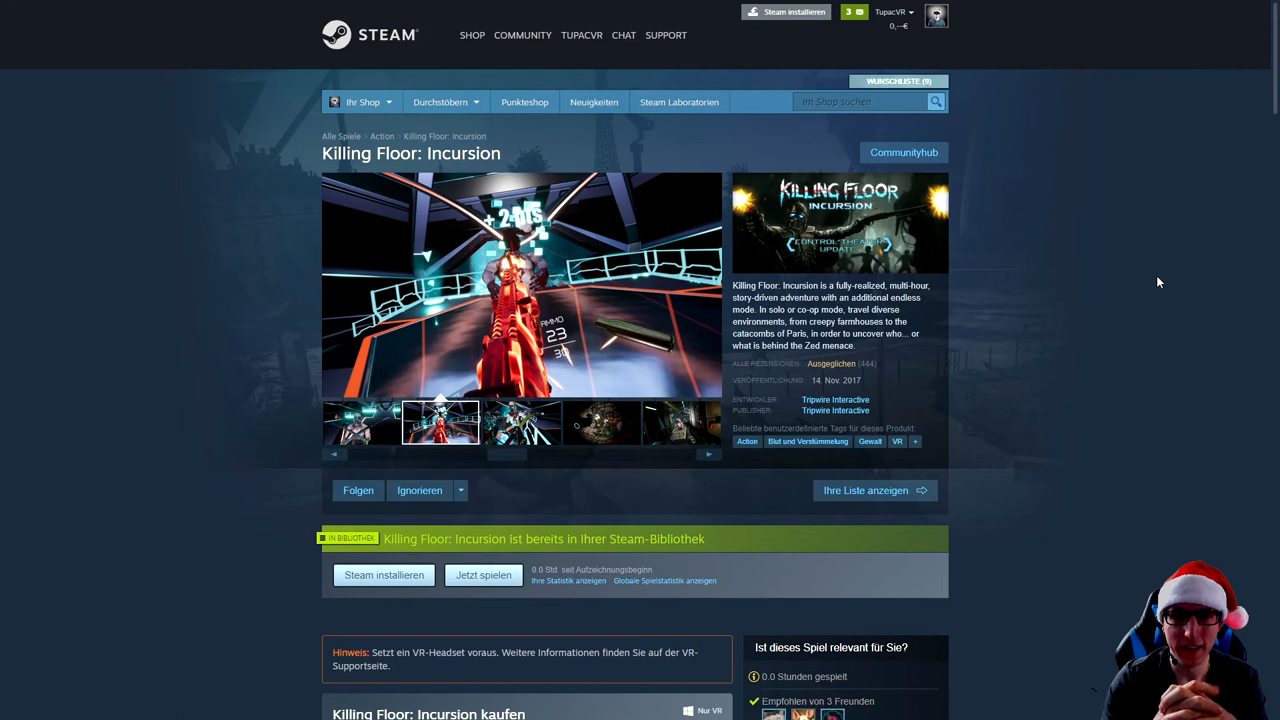 Steam installieren
3
TupacVR
0,--€
STEAM®
SHOP
COMMUNITY
TUPACVR
CHAT
SUPPORT
WUNSCHLISTE (9)
Ihr Shop
Durchstöbern
Punkteshop
Neuigkeiten
Steam Laboratorien
Im Shop suchen
Alle Spiele > Action > Killing Floor: Incursion
Killing Floor: Incursion
Communityhub
+ 2 pts
AMMO
23
30
KILLING FLOOR
INCURSION
CONTROL THEATER
UPDATE
Killing Floor: Incursion is a fully-realized, multi-hour,
story-driven adventure with an additional endless
mode. In solo or co-op mode, travel diverse
environments, from creepy farmhouses to the
catacombs of Paris, in order to uncover who... or
what is behind the Zed menace.
ALLE REZENSIONEN: Ausgeglichen (444)
VERÖFFENTLICHUNG: 14. Nov. 2017
ENTWICKLER: Tripwire Interactive
PUBLISHER: Tripwire Interactive
Beliebte benutzerdefinierte Tags für dieses Produkt:
Action Blut und Verstümmelung Gewalt VR +
Folgen
Ignorieren
Ihre Liste anzeigen
IN BIBLIOTHEK
Killing Floor: Incursion ist bereits in Ihrer Steam-Bibliothek
Steam installieren
Jetzt spielen
0.0 Std. seit Aufzeichnungsbeginn
Ihre Statistik anzeigen Globale Spielstatistik anzeigen
Hinweis: Setzt ein VR-Headset voraus. Weitere Informationen finden Sie auf der VR-
Supportseite.
Ist dieses Spiel relevant für Sie?
0.0 Stunden gespielt
Empfohlen von 3 Freunden
Killing Floor: Incursion kaufen
Nur VR